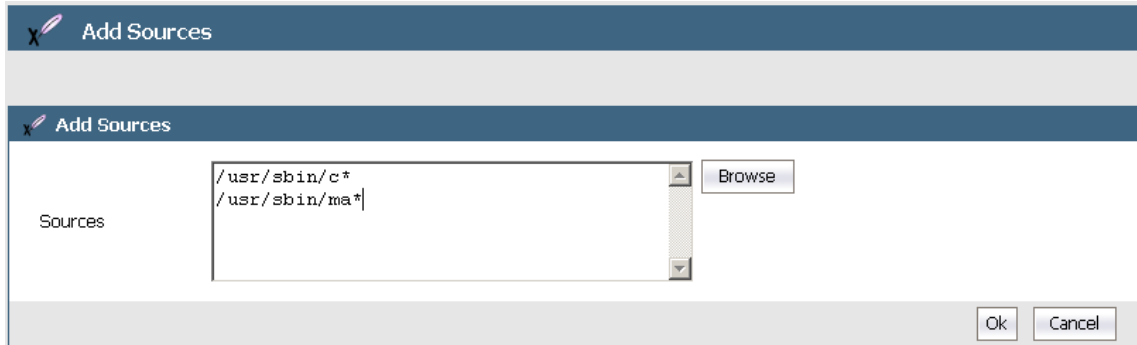 Add Sources
Add Sources
Sources
/usr/sbin/c*
/usr/sbin/ma*
Browse
Ok
Cancel